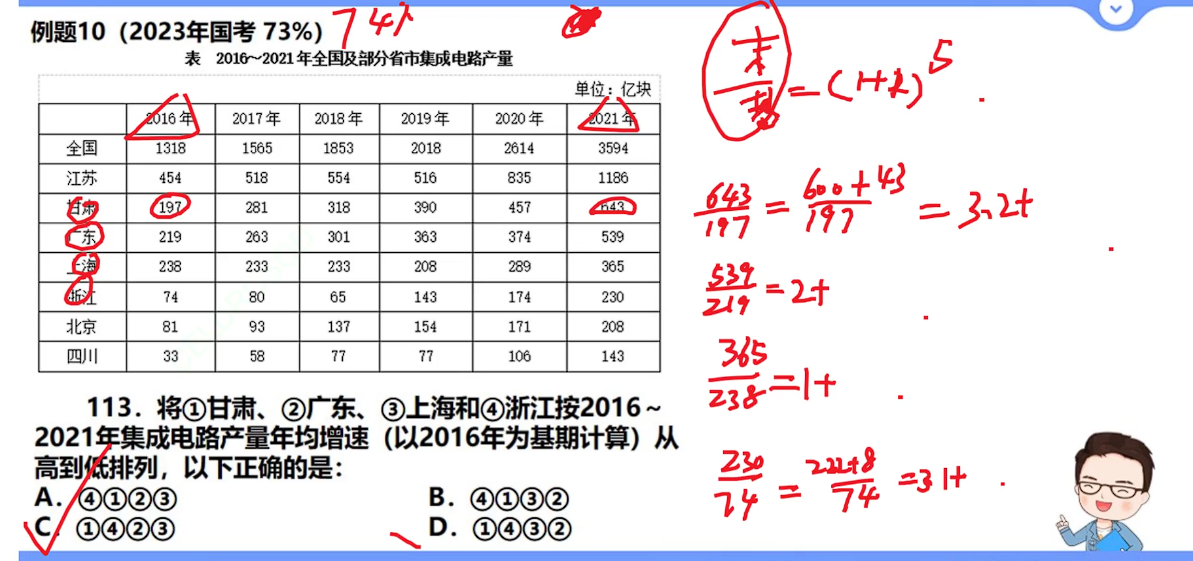 例题10（2023年国考 73%） 74人
表 2016～2021年全国及部分省市集成电路产量
单位：亿块
2016年 2017年 2018年 2019年 2020年 2021年
全国 1318 1565 1853 2018 2614 3594
江苏 454 518 554 516 835 1186
甘肃 197 281 318 390 457 643
广东 219 263 301 363 374 539
上海 238 233 233 208 289 365
浙江 74 80 65 143 174 230
北京 81 93 137 154 171 208
四川 33 58 77 77 106 143
113．将①甘肃、②广东、③上海和④浙江按2016～
2021年集成电路产量年均增速（以2016年为基期计算）从
高到低排列，以下正确的是：
A．④①②③ B．④①③②
C．①④②③ D．①④③②
末/初=(1+r)^5
643/197=600+43/197=3.2+
539/219=2+
365/238=1+
230/74=222+8/74=3.1+